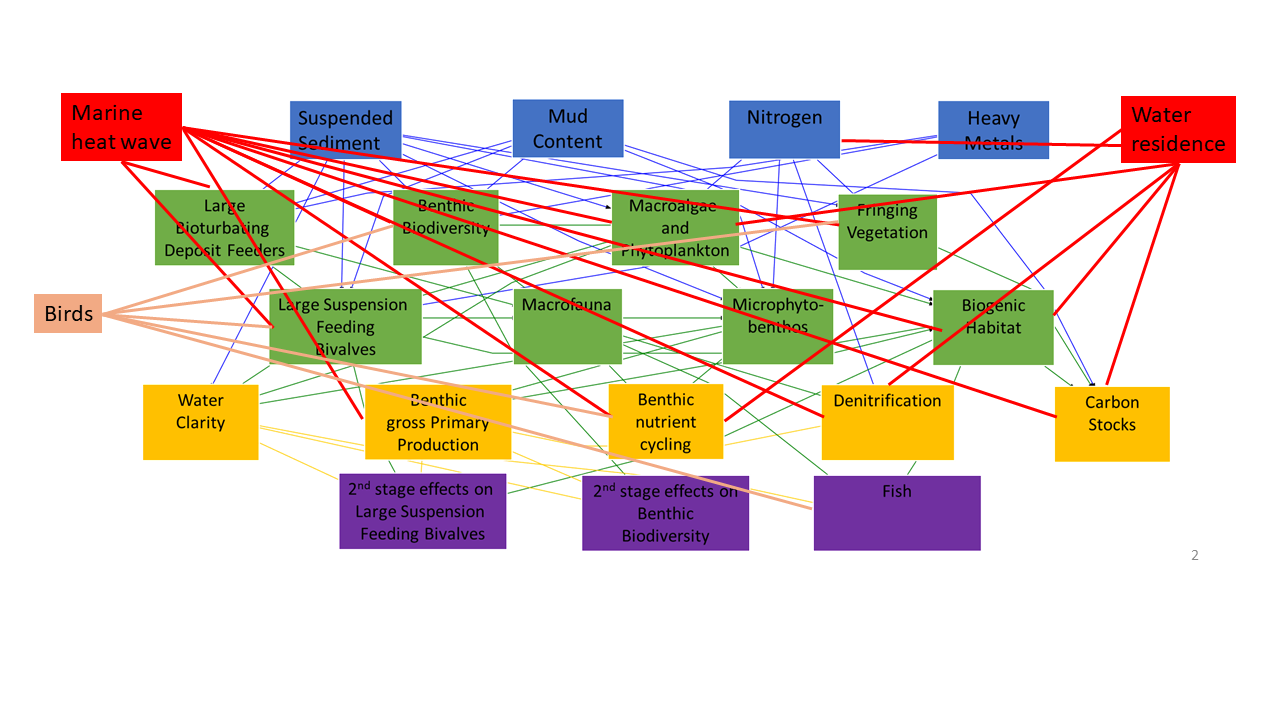 Marine
heat wave
Suspended
Sediment
Mud
Content
Nitrogen
Heavy
Metals
Water
residence
Large
Bioturbating
Deposit Feeders
Benthic
Biodiversity
Macroalgae
and
Phytoplankton
Fringing
Vegetation
Birds
Large Suspension
Feeding
Bivalves
Macrofauna
Microphyto-
benthos
Biogenic
Habitat
Water
Clarity
Benthic
gross Primary
Production
Benthic
nutrient
cycling
Denitrification
Carbon
Stocks
2nd stage effects on
Large Suspension
Feeding Bivalves
2nd stage effects on
Benthic
Biodiversity
Fish
2